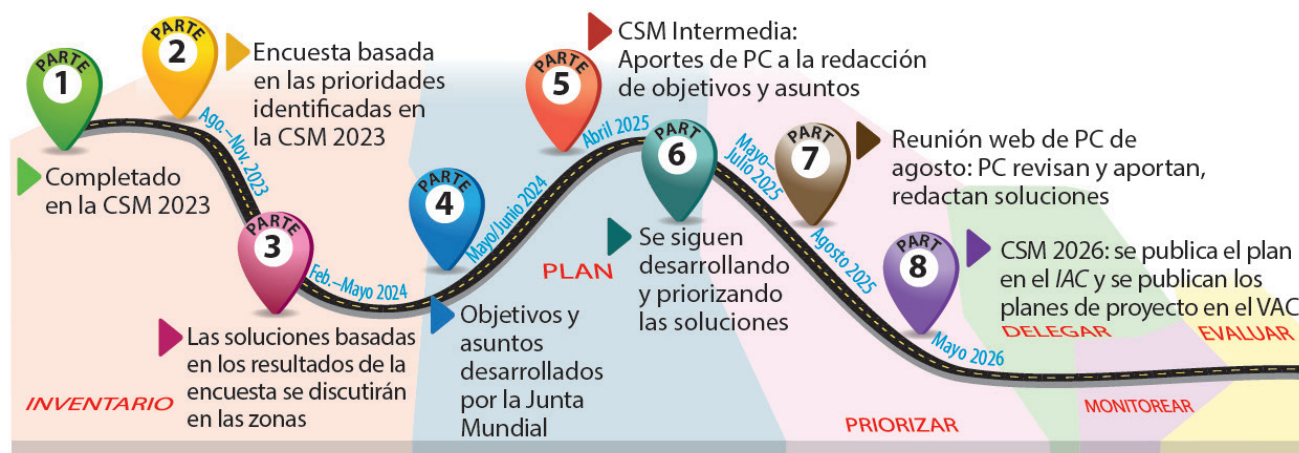 PARTE
1
Completado
en la CSM 2023
PARTE
2
Encuesta basada
en las prioridades
identificadas en
la CSM 2023
Ago.–Nov. 2023
PARTE
3
Las soluciones basadas
en los resultados de la
encuesta se discutirán
en las zonas
Feb.–Mayo 2024
INVENTARIO
PARTE
4
Objetivos y
asuntos
desarrollados
por la Junta
Mundial
Mayo/Junio 2024
PARTE
5
CSM Intermedia:
Aportes de PC a la redacción
de objetivos y asuntos
Abril 2025
PLAN
PART
6
Se siguen
desarrollando
y priorizando
las soluciones
Mayo–
Julio 2025
PART
7
Reunión web de PC de
agosto: PC revisan y aportan,
redactan soluciones
Agosto 2025
PART
8
CSM 2026: se publica el plan
en el IAC y se publican los
planes de proyecto en el VAC
Mayo 2026
PRIORIZAR
DELEGAR
MONITOREAR
EVALUAR